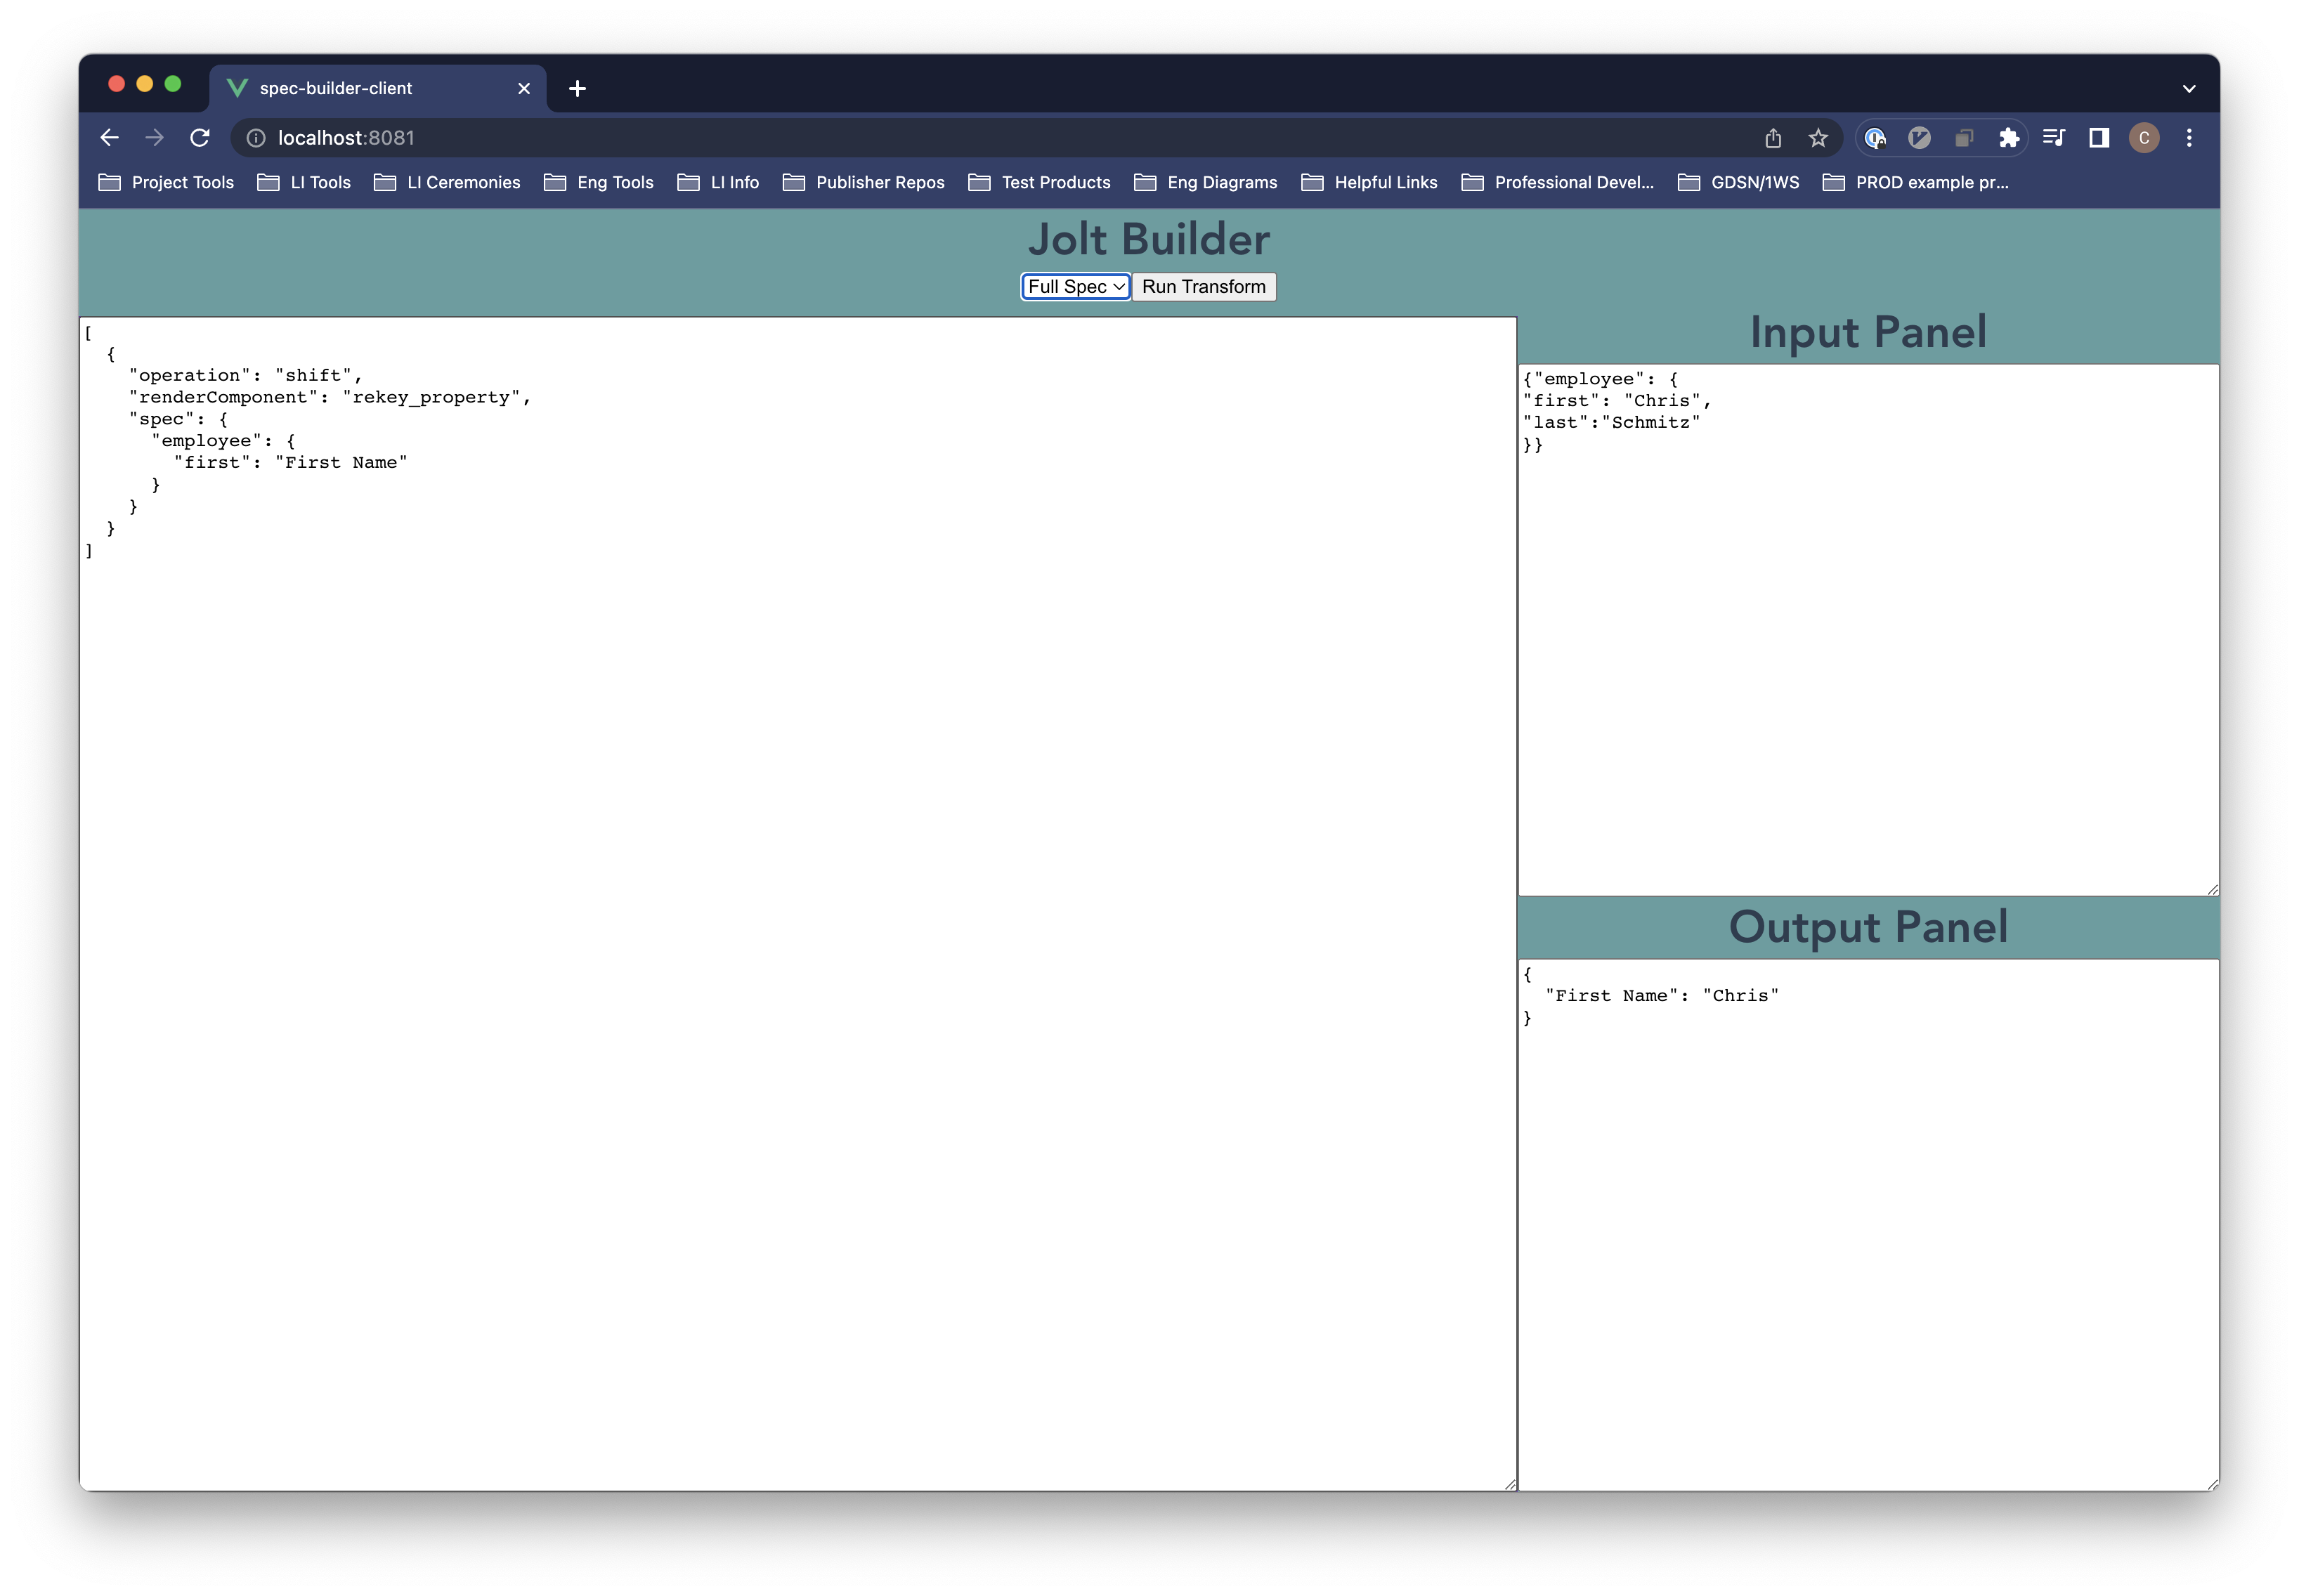 spec-builder-client
localhost:8081
C
Project Tools LI Tools LI Ceremonies Eng Tools LI Info Publisher Repos Test Products Eng Diagrams Helpful Links Professional Devel... GDSN/1WS PROD example pr...
Jolt Builder
Full Spec Run Transform
[
  {
    "operation": "shift",
    "renderComponent": "rekey_property",
    "spec": {
      "employee": {
        "first": "First Name"
      }
    }
  }
]
Input Panel
{"employee": {
"first": "Chris",
"last":"Schmitz"
}}
Output Panel
{
  "First Name": "Chris"
}